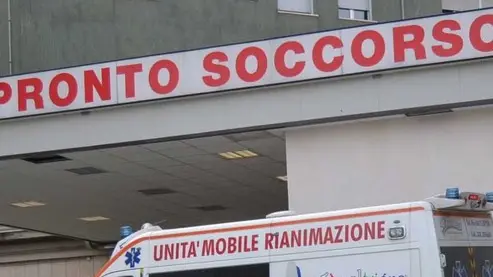 PRONTO SOCCORSO
UNITA' MOBILE RIANIMAZIONE